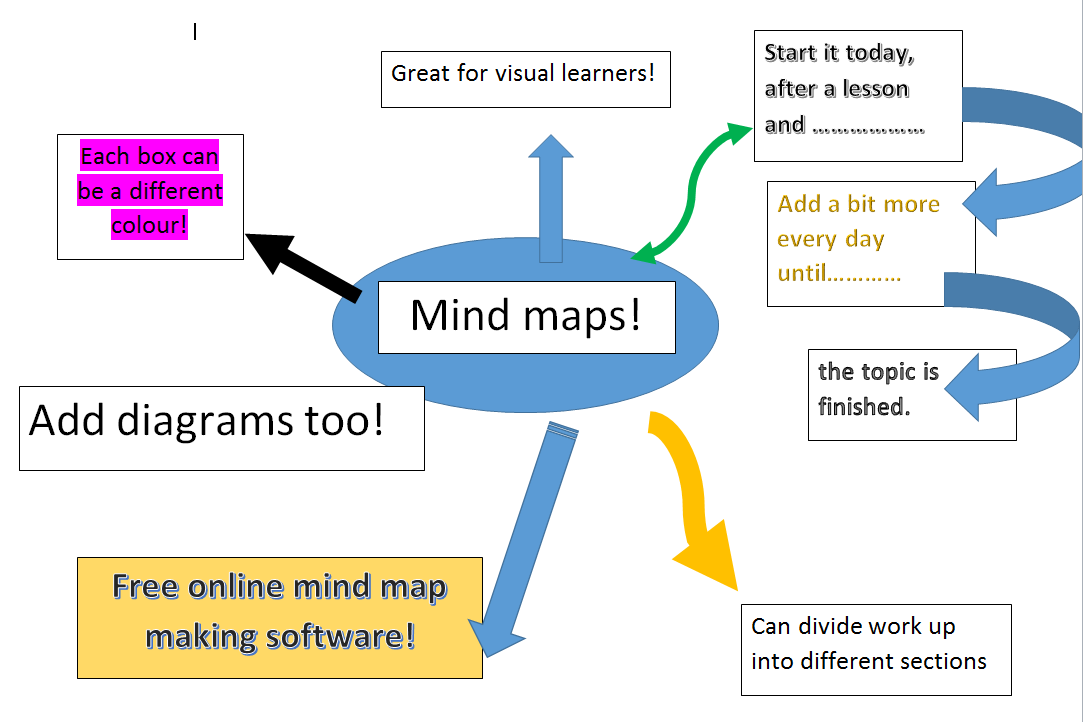 Great for visual learners!
Start it today,
after a lesson
and ………………
Each box can
be a different
colour!
Add a bit more
every day
until…………
Mind maps!
the topic is
finished.
Add diagrams too!
Free online mind map
making software!
Can divide work up
into different sections